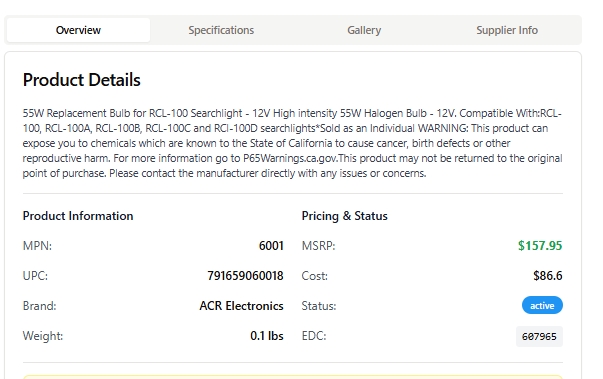 Overview Specifications Gallery Supplier Info
Product Details
55W Replacement Bulb for RCL-100 Searchlight - 12V High intensity 55W Halogen Bulb - 12V. Compatible With:RCL-
100, RCL-100A, RCL-100B, RCL-100C and RCl-100D searchlights*Sold as an Individual WARNING: This product can
expose you to chemicals which are known to the State of California to cause cancer, birth defects or other
reproductive harm. For more information go to P65Warnings.ca.gov.This product may not be returned to the original
point of purchase. Please contact the manufacturer directly with any issues or concerns.
Product Information
MPN: 6001
UPC: 791659060018
Brand: ACR Electronics
Weight: 0.1 lbs
Pricing & Status
MSRP: $157.95
Cost: $86.6
Status: active
EDC: 607965